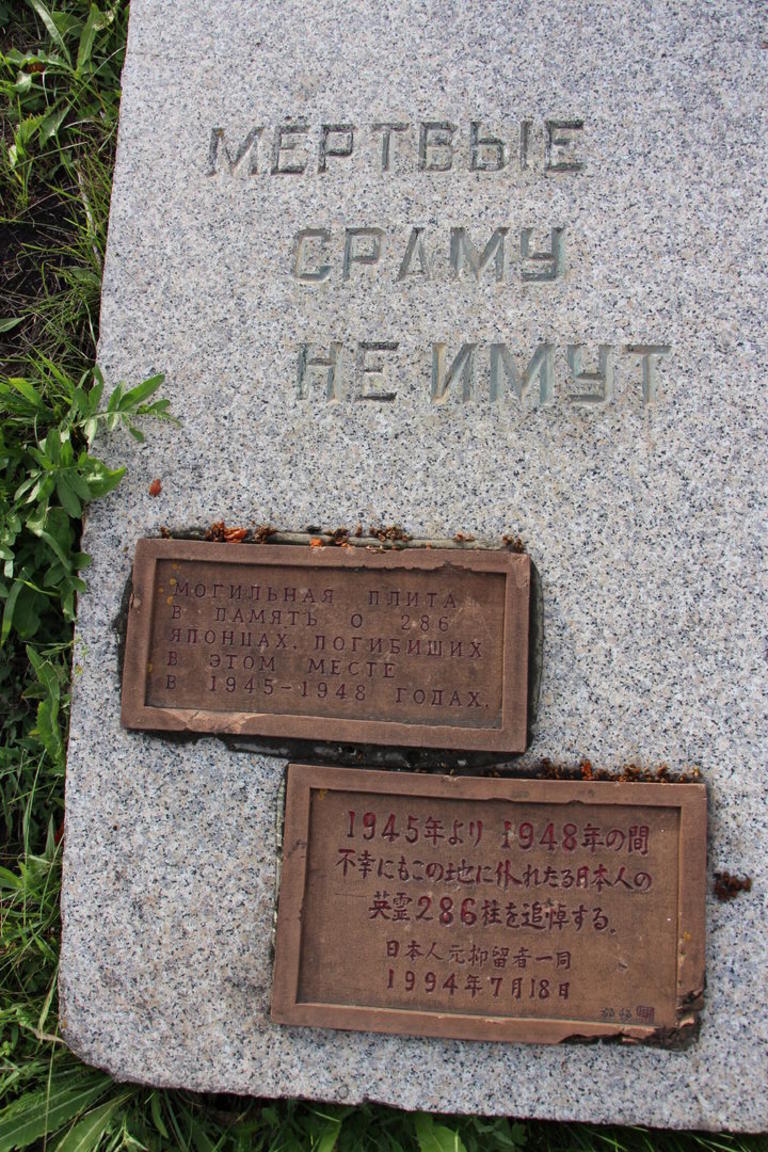 МЁРТВЫЕ
СРАМУ
НЕ ИМУТ
МОГИЛЬНАЯ ПЛИТА
В ПАМЯТЬ О 286
ЯПОНЦАХ, ПОГИБИШИХ
В ЭТОМ МЕСТЕ
В 1945-1948 ГОДАХ.
1945年より 1948年の間
不幸にもこの地に仆れたる日本人の
英霊286柱を追悼する。
日本人元抑留者一同
1994年7月18日